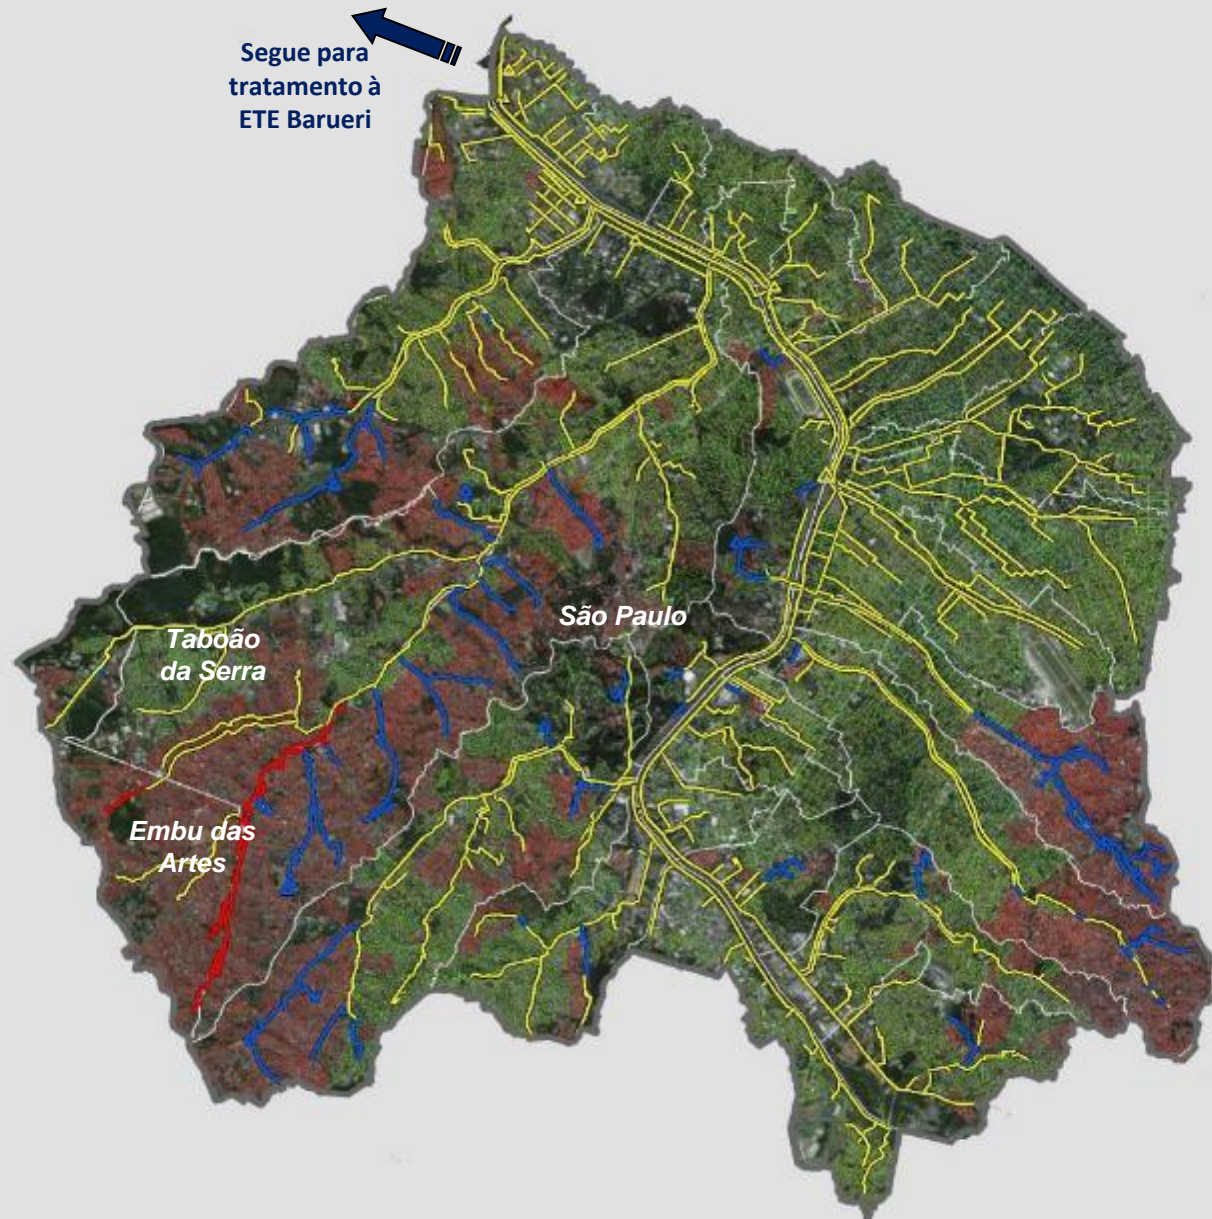 Segue para
tratamento à
ETE Barueri
São Paulo
Taboão
da Serra
Embu das
Artes